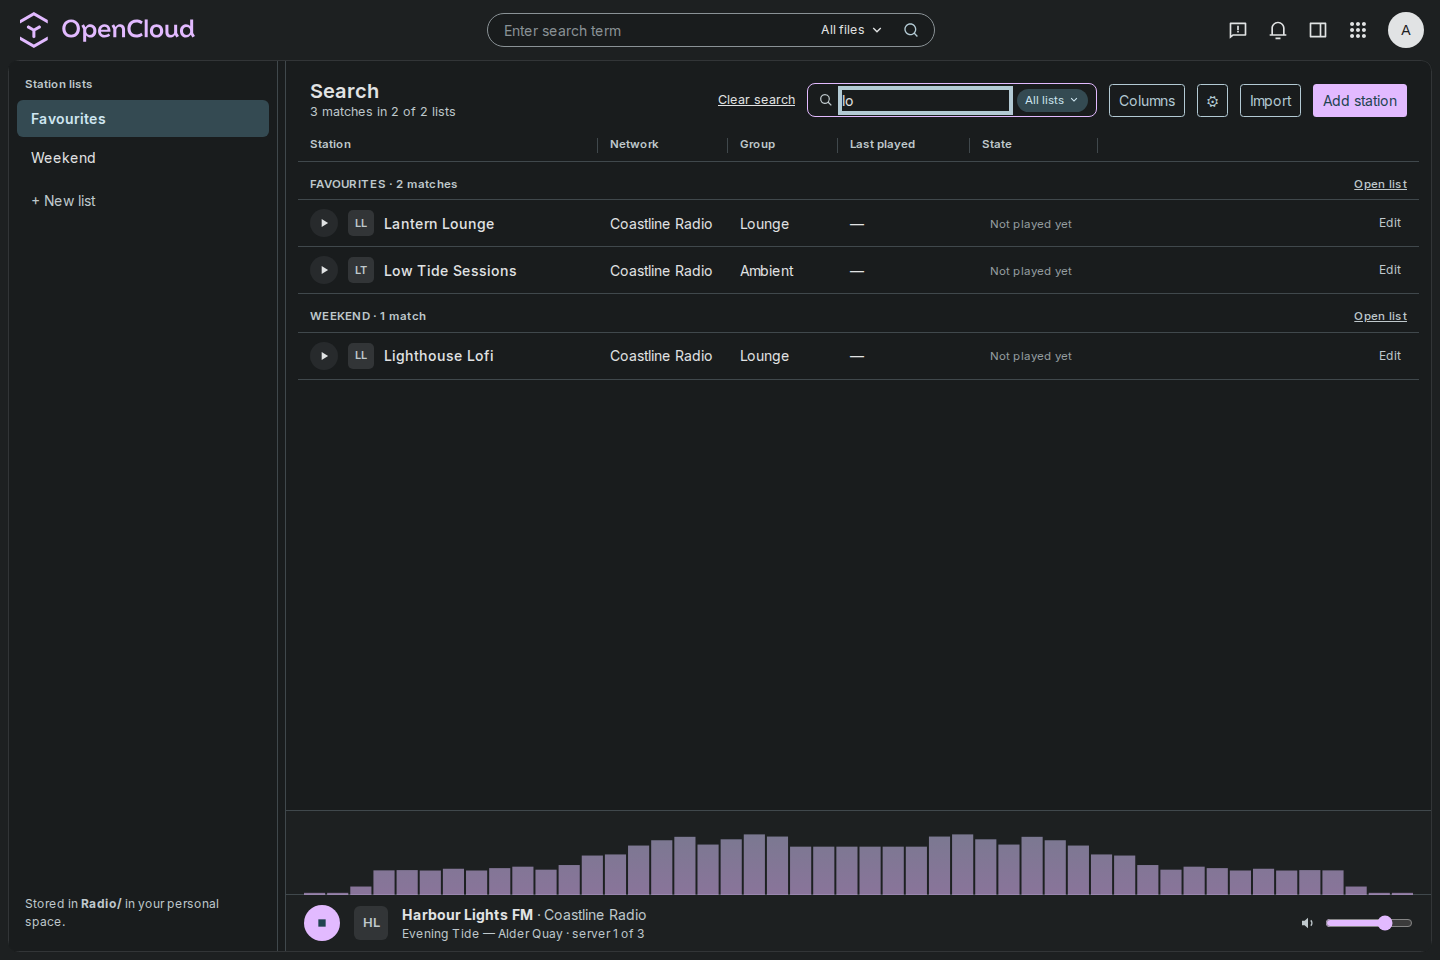 OpenCloud
Enter search term
All files
A
Station lists
Favourites
Weekend
+ New list
Stored in Radio/ in your personal
space.
Search
3 matches in 2 of 2 lists
Clear search
lo
All lists
Columns
Import
Add station
Station
Network
Group
Last played
State
FAVOURITES · 2 matches
Open list
LL
Lantern Lounge
Coastline Radio
Lounge
—
Not played yet
Edit
LT
Low Tide Sessions
Coastline Radio
Ambient
—
Not played yet
Edit
WEEKEND · 1 match
Open list
LL
Lighthouse Lofi
Coastline Radio
Lounge
—
Not played yet
Edit
HL
Harbour Lights FM · Coastline Radio
Evening Tide — Alder Quay · server 1 of 3